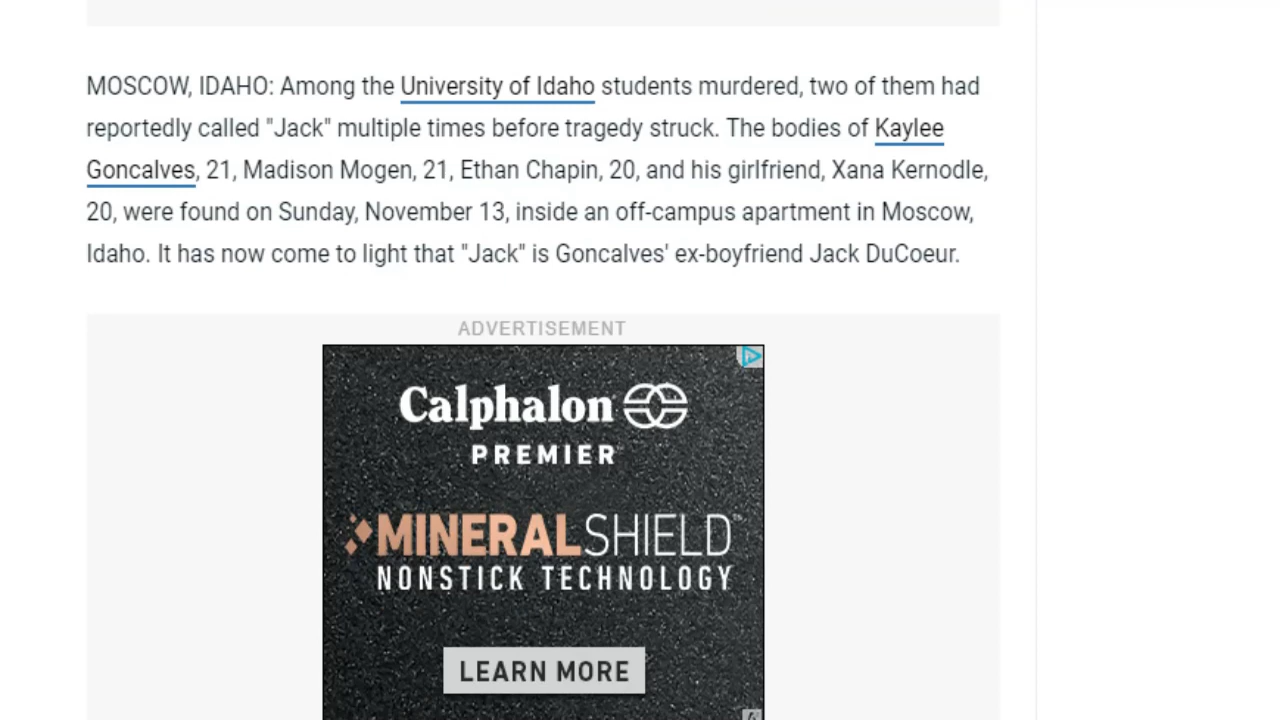 MOSCOW, IDAHO: Among the University of Idaho students murdered, two of them had
reportedly called "Jack" multiple times before tragedy struck. The bodies of Kaylee
Goncalves, 21, Madison Mogen, 21, Ethan Chapin, 20, and his girlfriend, Xana Kernodle,
20, were found on Sunday, November 13, inside an off-campus apartment in Moscow,
Idaho. It has now come to light that "Jack" is Goncalves' ex-boyfriend Jack DuCoeur.
ADVERTISEMENT
Calphalon
PREMIER™
MINERALSHIELD™
NONSTICK TECHNOLOGY
LEARN MORE